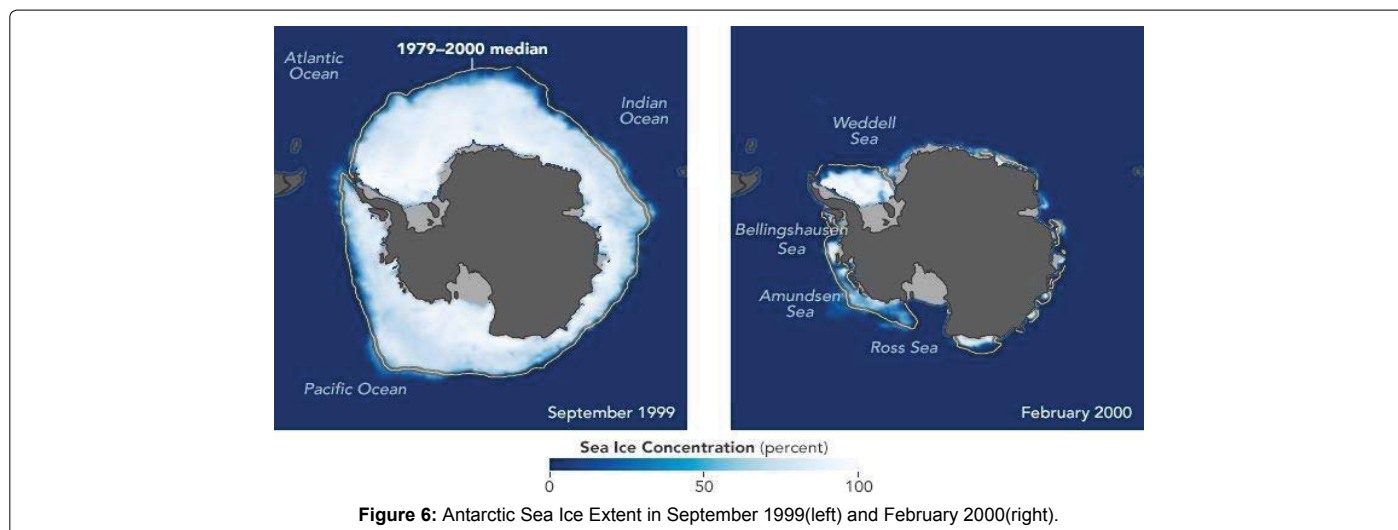 1979–2000 median
Atlantic
Ocean
Indian
Ocean
Pacific Ocean
September 1999
Weddell
Sea
Bellingshausen
Sea
Amundsen
Sea
Ross Sea
February 2000
Sea Ice Concentration (percent)
0 50 100
Figure 6: Antarctic Sea Ice Extent in September 1999(left) and February 2000(right).